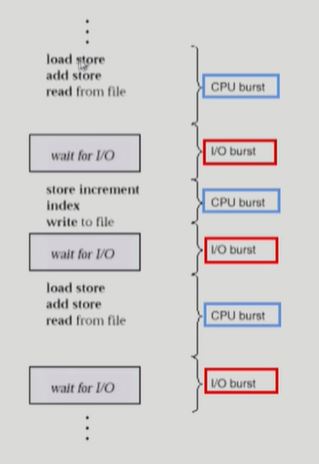 load store
add store
read from file
CPU burst
wait for I/O
I/O burst
store increment
index
write to file
CPU burst
wait for I/O
I/O burst
load store
add store
read from file
CPU burst
wait for I/O
I/O burst